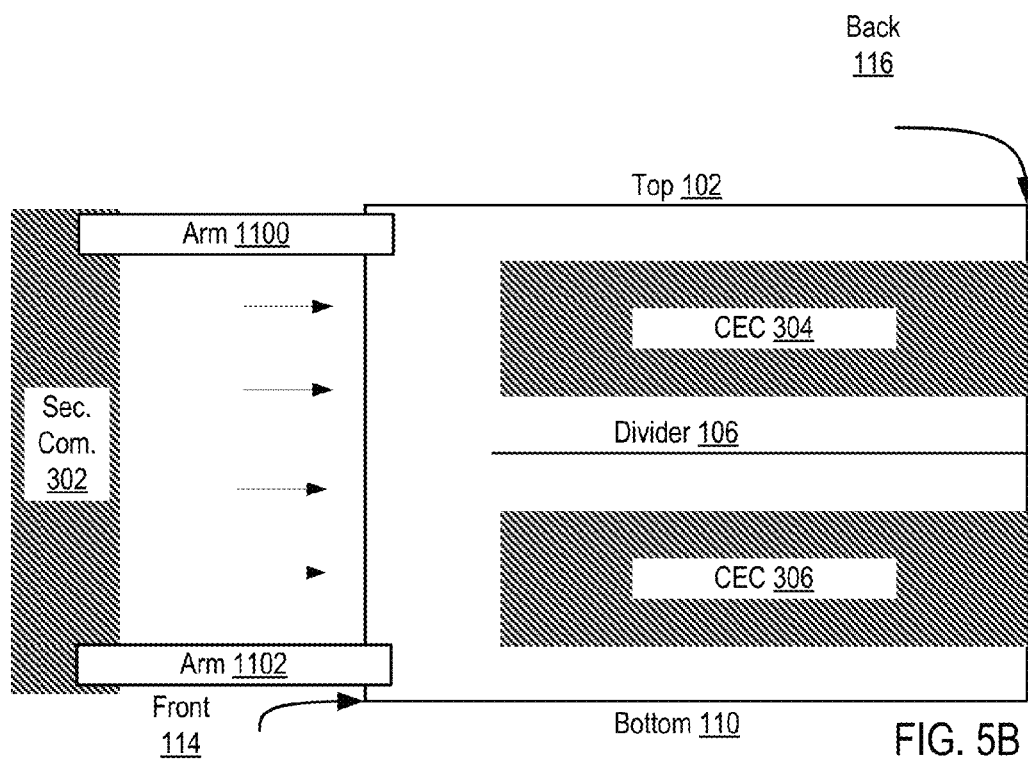 Back
116
Top 102
Arm 1100
CEC 304
Sec.
Com.
302
Divider 106
CEC 306
Arm 1102
Front
114
Bottom 110
FIG. 5B